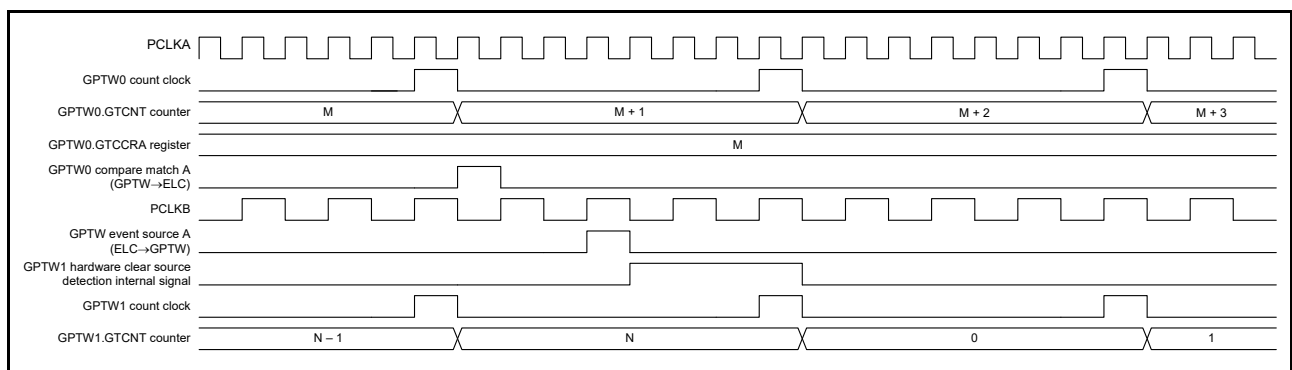 PCLKA
GPTW0 count clock
GPTW0.GTCNT counter M M + 1 M + 2 M + 3
GPTW0.GTCCRA register M
GPTW0 compare match A
(GPTW→ELC)
PCLKB
GPTW event source A
(ELC→GPTW)
GPTW1 hardware clear source
detection internal signal
GPTW1 count clock
GPTW1.GTCNT counter N – 1 N 0 1